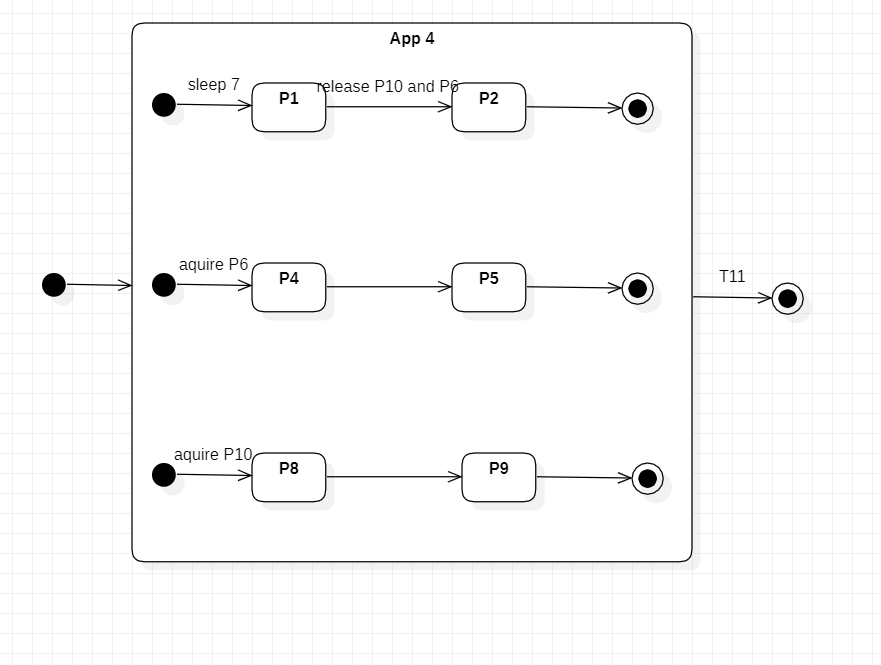 App 4
sleep 7
release P10 and P6
P1
P2
aquire P6
P4
P5
T11
aquire P10
P8
P9